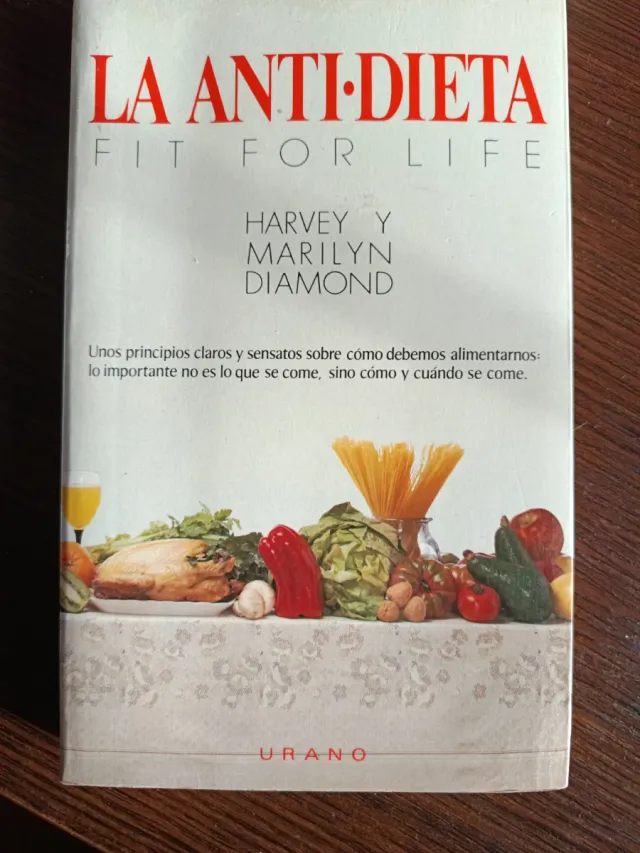 LA ANTI·DIETA
FIT FOR LIFE
HARVEY Y
MARILYN
DIAMOND
Unos principios claros y sensatos sobre cómo debemos alimentarnos:
lo importante no es lo que se come, sino cómo y cuándo se come.
URANO